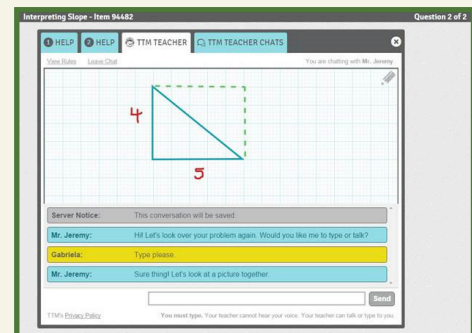 Interpreting Slope - Item 94482
Question 2 of 2
1 HELP 2 HELP TTM TEACHER TTM TEACHER CHATS
View Rules Leave Chat You are chatting with Mr. Jeremy
4
5
Server Notice: This conversation will be saved.
Mr. Jeremy: Hi! Let's look over your problem again. Would you like me to type or talk?
Gabriela: Type please.
Mr. Jeremy: Sure thing! Let's look at a picture together.
Send
TTM's Privacy Policy You must type. Your teacher cannot hear your voice. Your teacher can talk or type to you.